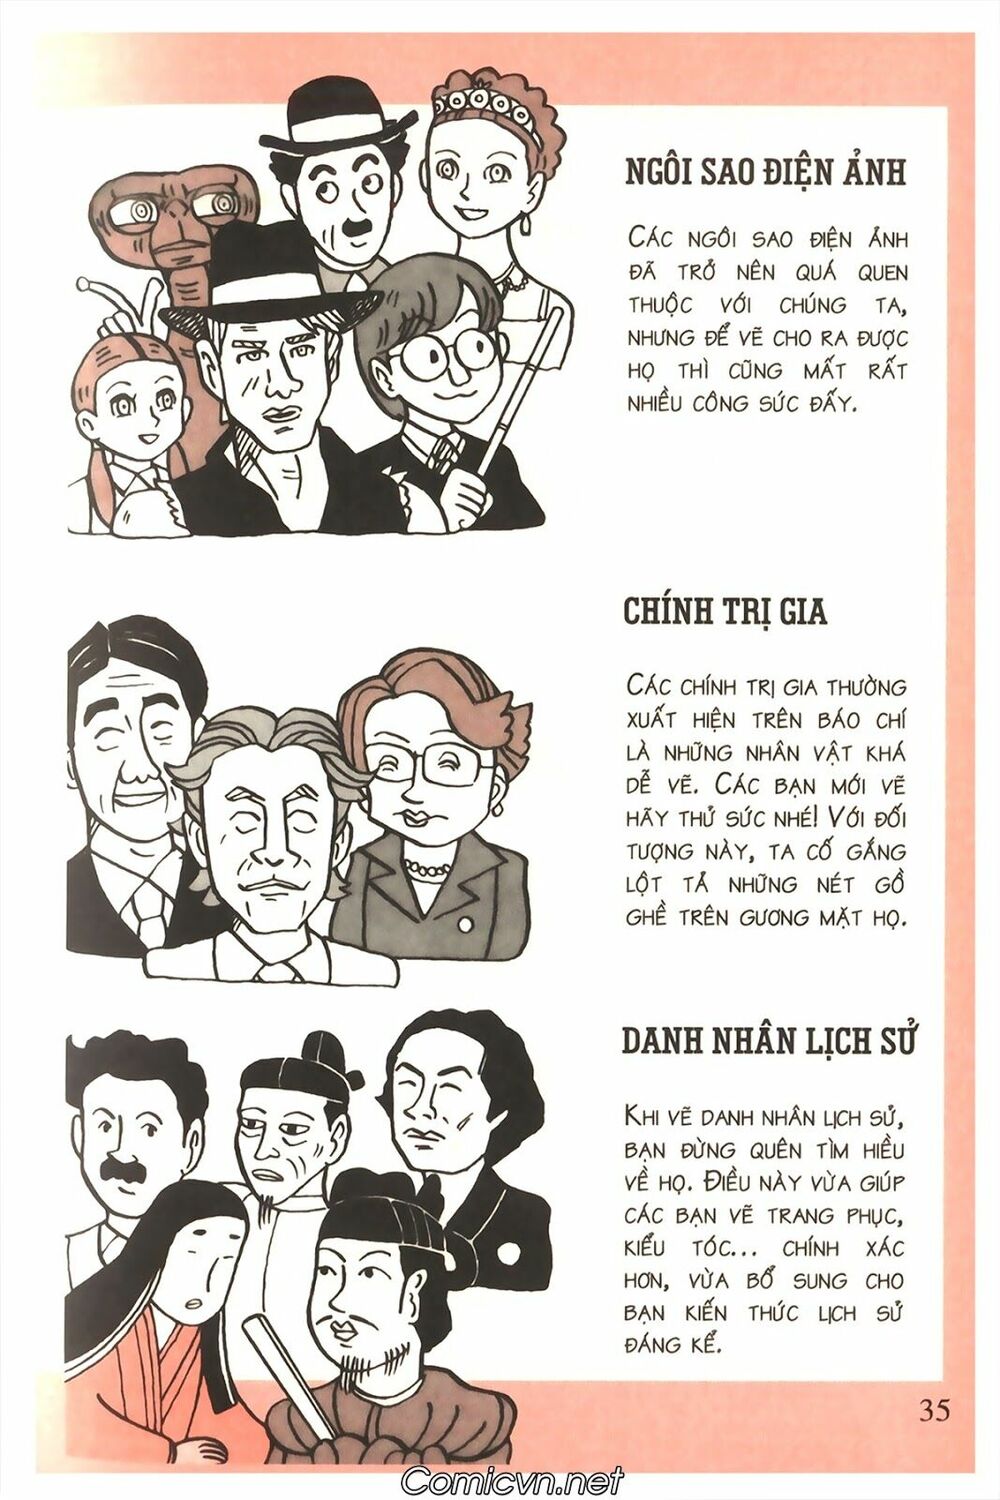 NGÔI SAO ĐIỆN ẢNH
CÁC NGÔI SAO ĐIỆN ẢNH
ĐÃ TRỞ NÊN QUÁ QUEN
THUỘC VỚI CHÚNG TA,
NHƯNG ĐỂ VẼ CHO RA ĐƯỢC
HỌ THÌ CŨNG MẤT RẤT
NHIỀU CÔNG SỨC ĐẤY.
CHÍNH TRỊ GIA
CÁC CHÍNH TRỊ GIA THƯỜNG
XUẤT HIỆN TRÊN BÁO CHÍ
LÀ NHỮNG NHÂN VẬT KHÁ
DỄ VẼ. CÁC BẠN MỚI VẼ
HÃY THỬ SỨC NHÉ! VỚI ĐỐI
TƯỢNG NÀY, TA CỐ GẮNG
LỘT TẢ NHỮNG NÉT GỒ
GHỀ TRÊN GƯƠNG MẶT HỌ.
DANH NHÂN LỊCH SỬ
KHI VẼ DANH NHÂN LỊCH SỬ,
BẠN ĐỪNG QUÊN TÌM HIỂU
VỀ HỌ. ĐIỀU NÀY VỪA GIÚP
CÁC BẠN VẼ TRANG PHỤC,
KIỂU TÓC... CHÍNH XÁC
HƠN, VỪA BỔ SUNG CHO
BẠN KIẾN THỨC LỊCH SỬ
ĐÁNG KỂ.
35
Comicvn.net